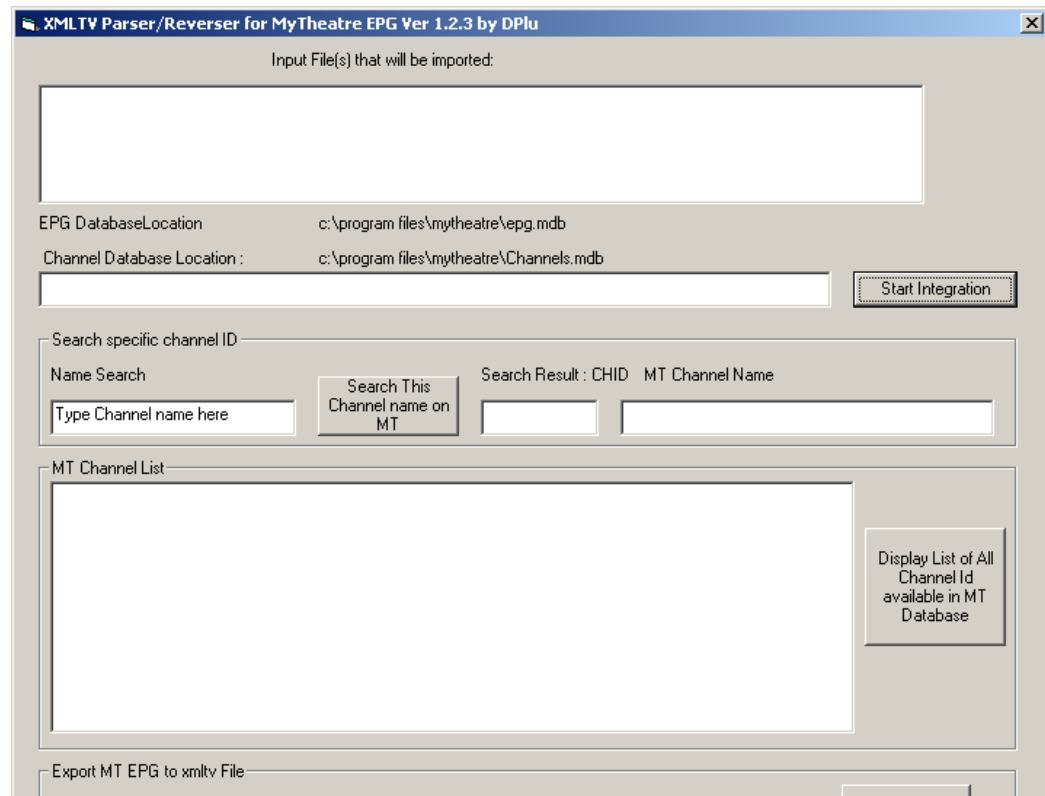 XMLTV Parser/Reverser for MyTheatre EPG Ver 1.2.3 by DPlu
Input File(s) that will be imported:
EPG DatabaseLocation c:\program files\mytheatre\epg.mdb
Channel Database Location : c:\program files\mytheatre\Channels.mdb
Start Integration
Search specific channel ID
Name Search
Search This
Channel name on
MT
Search Result : CHID MT Channel Name
Type Channel name here
MT Channel List
Display List of All
Channel Id
available in MT
Database
Export MT EPG to xmltv File